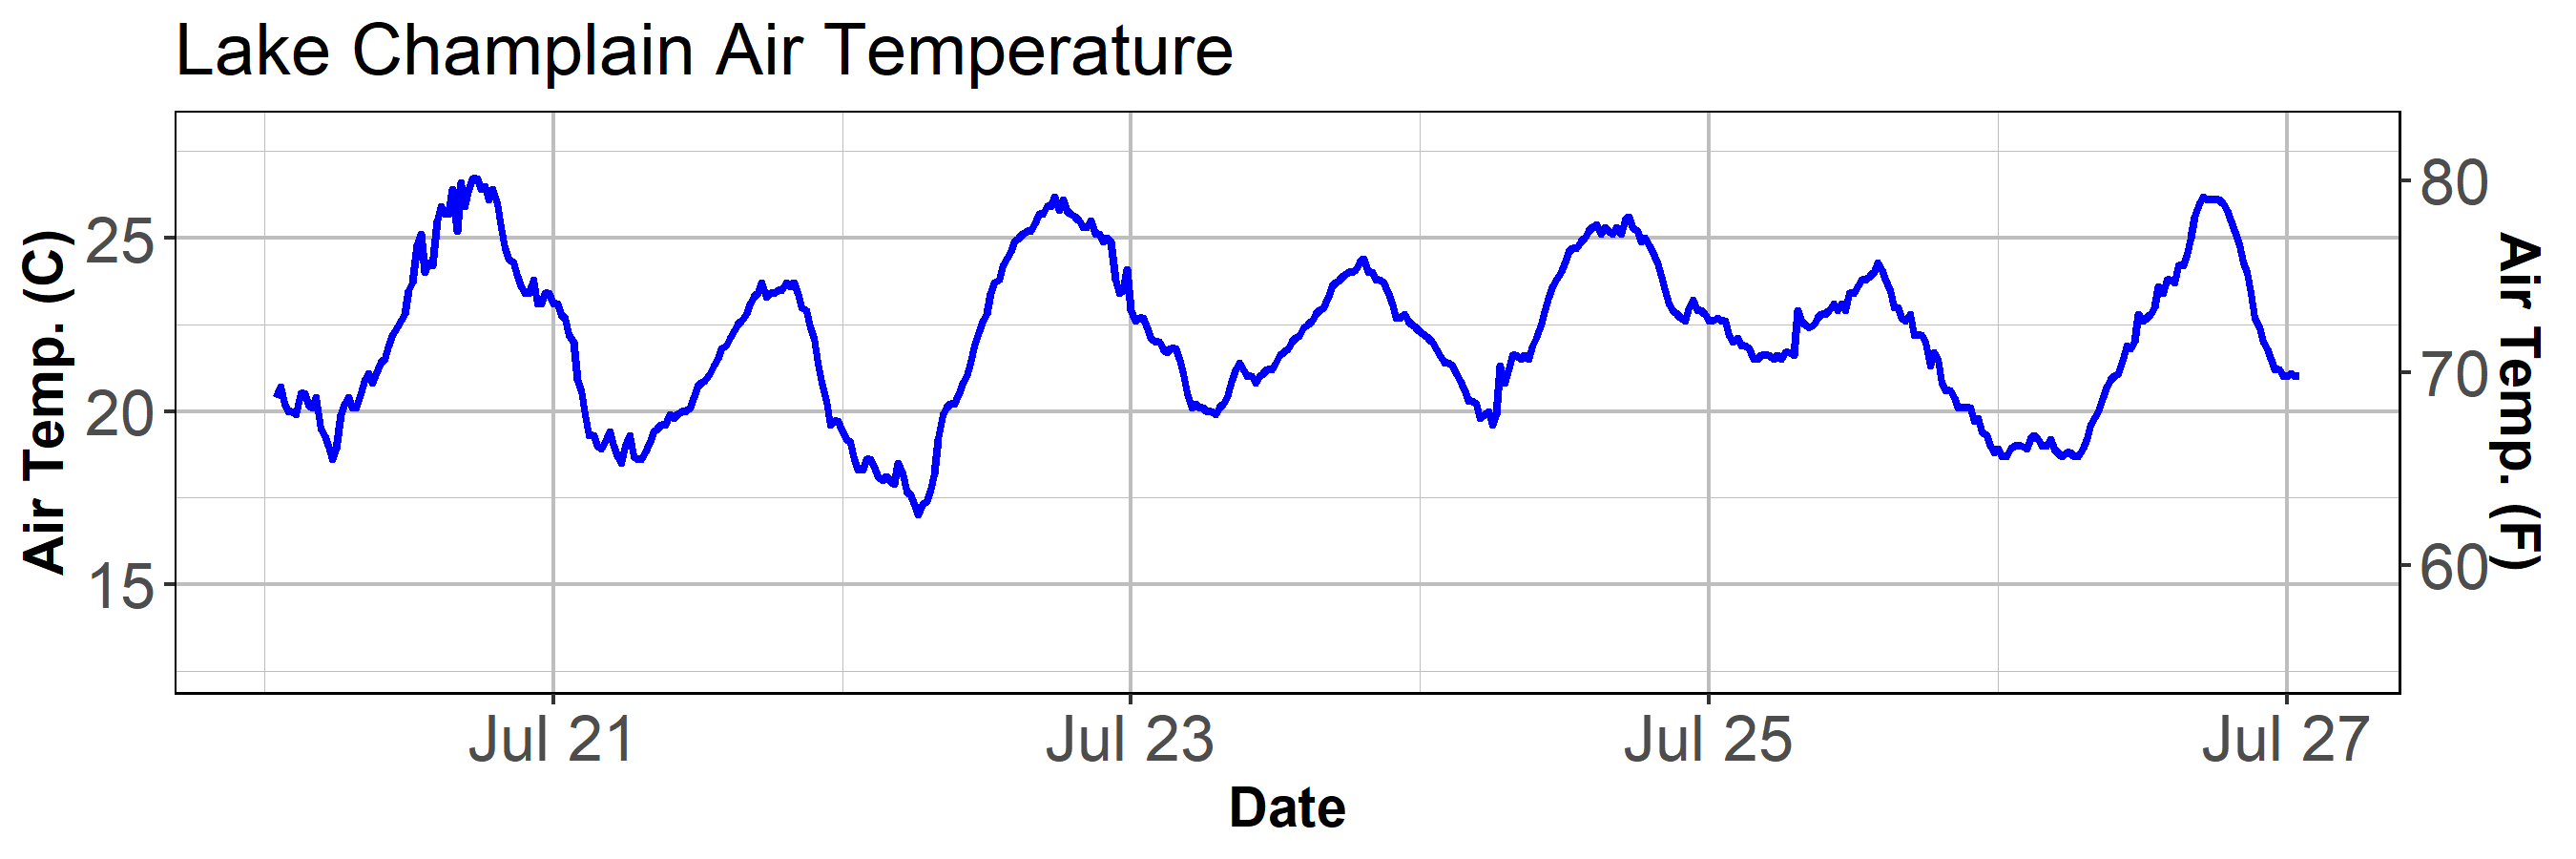 Lake Champlain Air Temperature
Air Temp. (C)
25
20
15
80
70
60
Air Temp. (F)
Jul 21
Jul 23
Jul 25
Jul 27
Date